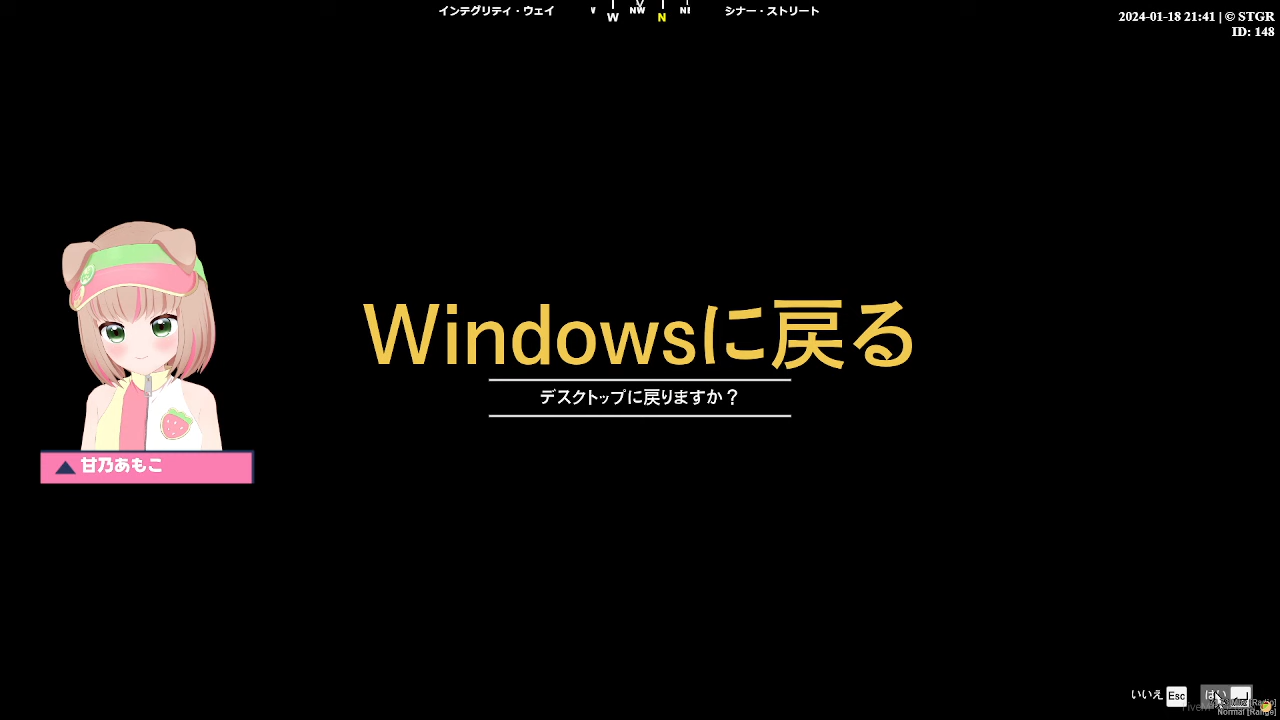 インテグリティ・ウェイ
W
NW
N
シナー・ストリート
2024-01-18 21:41 | © STGR
ID: 148
Windowsに戻る
デスクトップに戻りますか？
甘乃あもこ
いいえ Esc
はい
Normal [Range]